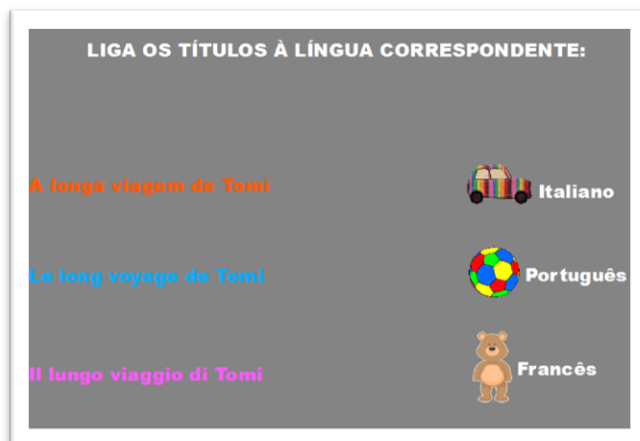 LIGA OS TÍTULOS À LÍNGUA CORRESPONDENTE:
A longa viagem de Tomi
Italiano
Le long voyage de Tomi
Português
Il lungo viaggio di Tomi
Francês